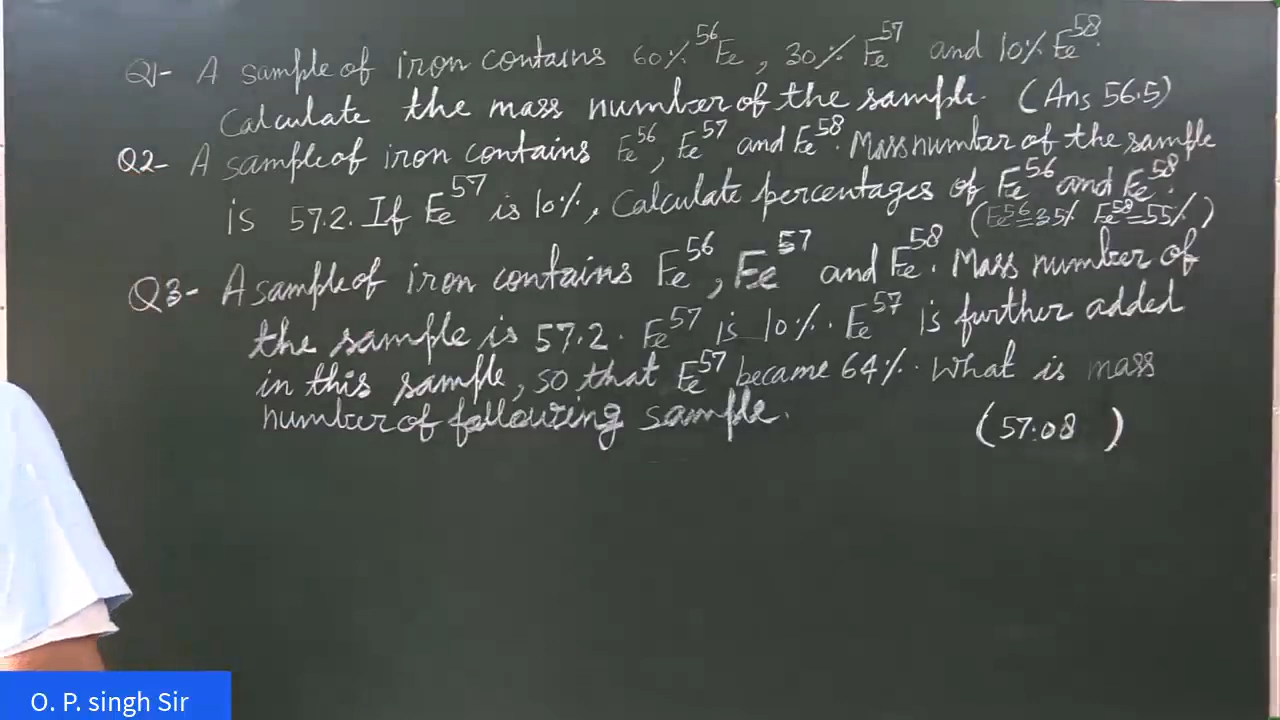 Q1- A sample of iron contains 60% ⁵⁶Fe, 30% Fe⁵⁷ and 10% Fe⁵⁸.
Calculate the mass number of the sample. (Ans 56.5)
Q2- A sample of iron contains Fe⁵⁶, Fe⁵⁷ and Fe⁵⁸. Mass number of the sample
is 57.2. If Fe⁵⁷ is 10%, Calculate percentages of Fe⁵⁶ and Fe⁵⁸.
(Fe⁵⁶=35% Fe⁵⁸=55%)
Q3- A sample of iron contains Fe⁵⁶, Fe⁵⁷ and Fe⁵⁸. Mass number of
the sample is 57.2. Fe⁵⁷ is 10%. Fe⁵⁷ is further added
in this sample, so that Fe⁵⁷ became 64%. What is mass
number of following sample.
(57.08 )
O. P. singh Sir